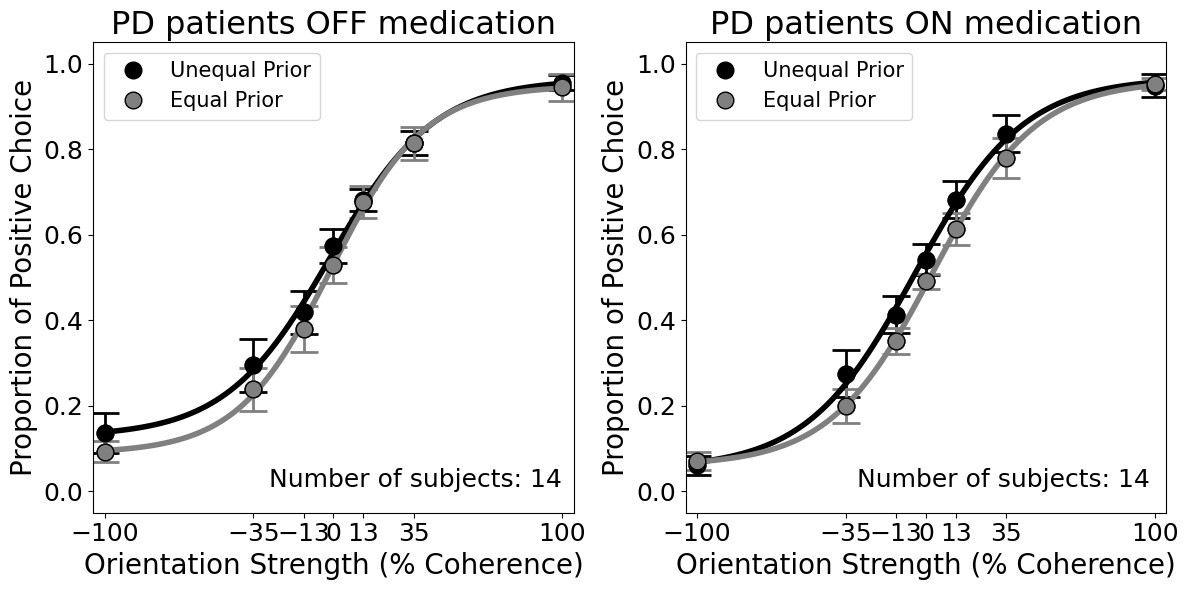 PD patients OFF medication
Proportion of Positive Choice
1.0
0.8
0.6
0.4
0.2
0.0
Unequal Prior
Equal Prior
Number of subjects: 14
−100
−35
−13
0
13
35
100
Orientation Strength (% Coherence)
PD patients ON medication
Proportion of Positive Choice
1.0
0.8
0.6
0.4
0.2
0.0
Unequal Prior
Equal Prior
Number of subjects: 14
−100
−35
−13
0
13
35
100
Orientation Strength (% Coherence)